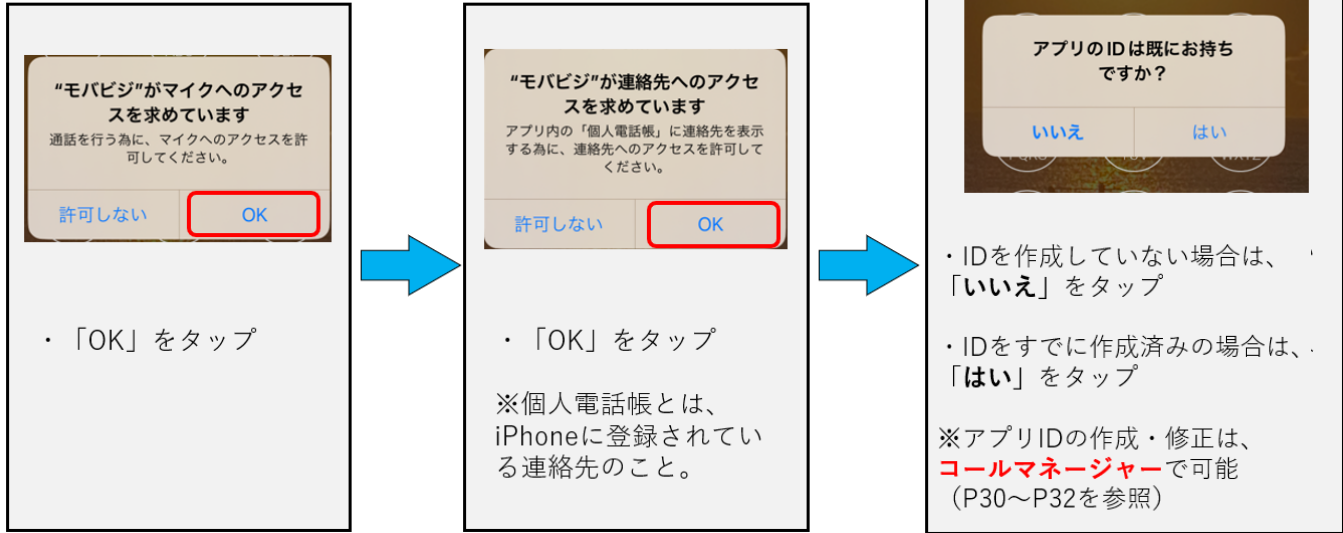 “モバビジ”がマイクへのアクセ
スを求めています
通話を行う為に、マイクへのアクセスを許
可してください。
許可しない
OK
・「OK」をタップ
“モバビジ”が連絡先へのアクセ
スを求めています
アプリ内の「個人電話帳」に連絡先を表示
する為に、連絡先へのアクセスを許可して
ください。
許可しない
OK
・「OK」をタップ
※個人電話帳とは、
iPhoneに登録されてい
る連絡先のこと。
アプリのIDは既にお持ち
ですか？
いいえ
はい
・IDを作成していない場合は、
「いいえ」をタップ
・IDをすでに作成済みの場合は、
「はい」をタップ
※アプリIDの作成・修正は、
コールマネージャーで可能
（P30～P32を参照）